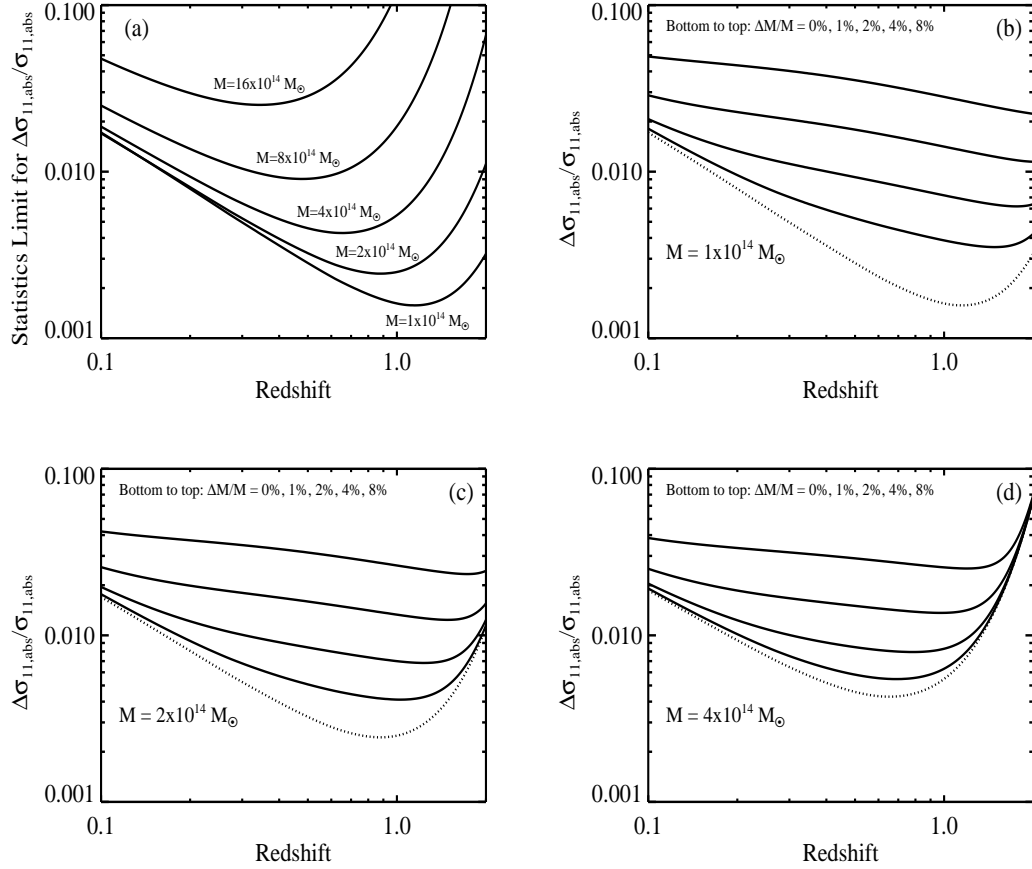 (a)
Statistics Limit for Δσ11,abs/σ11,abs
0.100
0.010
0.001
M=16x10^14 M⊙
M=8x10^14 M⊙
M=4x10^14 M⊙
M=2x10^14 M⊙
M=1x10^14 M⊙
0.1
1.0
Redshift
(b)
Bottom to top: ΔM/M = 0%, 1%, 2%, 4%, 8%
Δσ11,abs/σ11,abs
0.100
0.010
0.001
M = 1x10^14 M⊙
0.1
1.0
Redshift
(c)
Bottom to top: ΔM/M = 0%, 1%, 2%, 4%, 8%
Δσ11,abs/σ11,abs
0.100
0.010
0.001
M = 2x10^14 M⊙
0.1
1.0
Redshift
(d)
Bottom to top: ΔM/M = 0%, 1%, 2%, 4%, 8%
Δσ11,abs/σ11,abs
0.100
0.010
0.001
M = 4x10^14 M⊙
0.1
1.0
Redshift